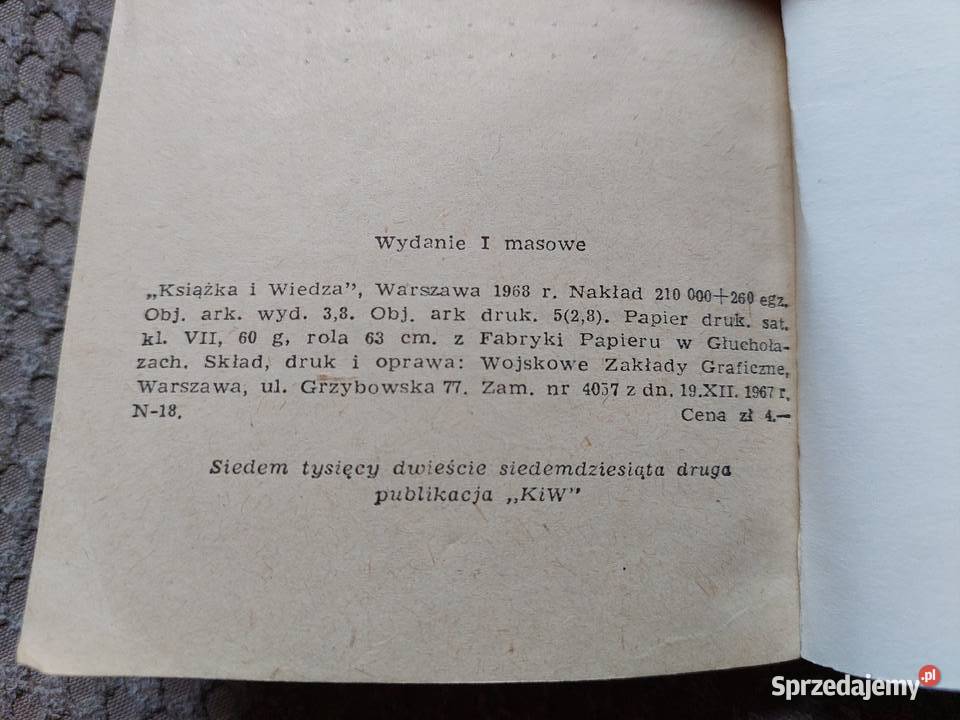 Wydanie I masowe
„Książka i Wiedza”, Warszawa 1968 r. Nakład 210 000+260 egz.
Obj. ark. wyd. 3,8. Obj. ark druk. 5(2,8). Papier druk. sat.
kl. VII, 60 g, rola 63 cm. z Fabryki Papieru w Głuchoła-
zach. Skład, druk i oprawa: Wojskowe Zakłady Graficzne,
Warszawa, ul. Grzybowska 77. Zam. nr 4057 z dn. 19.XII. 1967 r.
N-18. Cena zł 4.—
Siedem tysięcy dwieście siedemdziesiąta druga
publikacja „KiW”
Sprzedajemy.pl